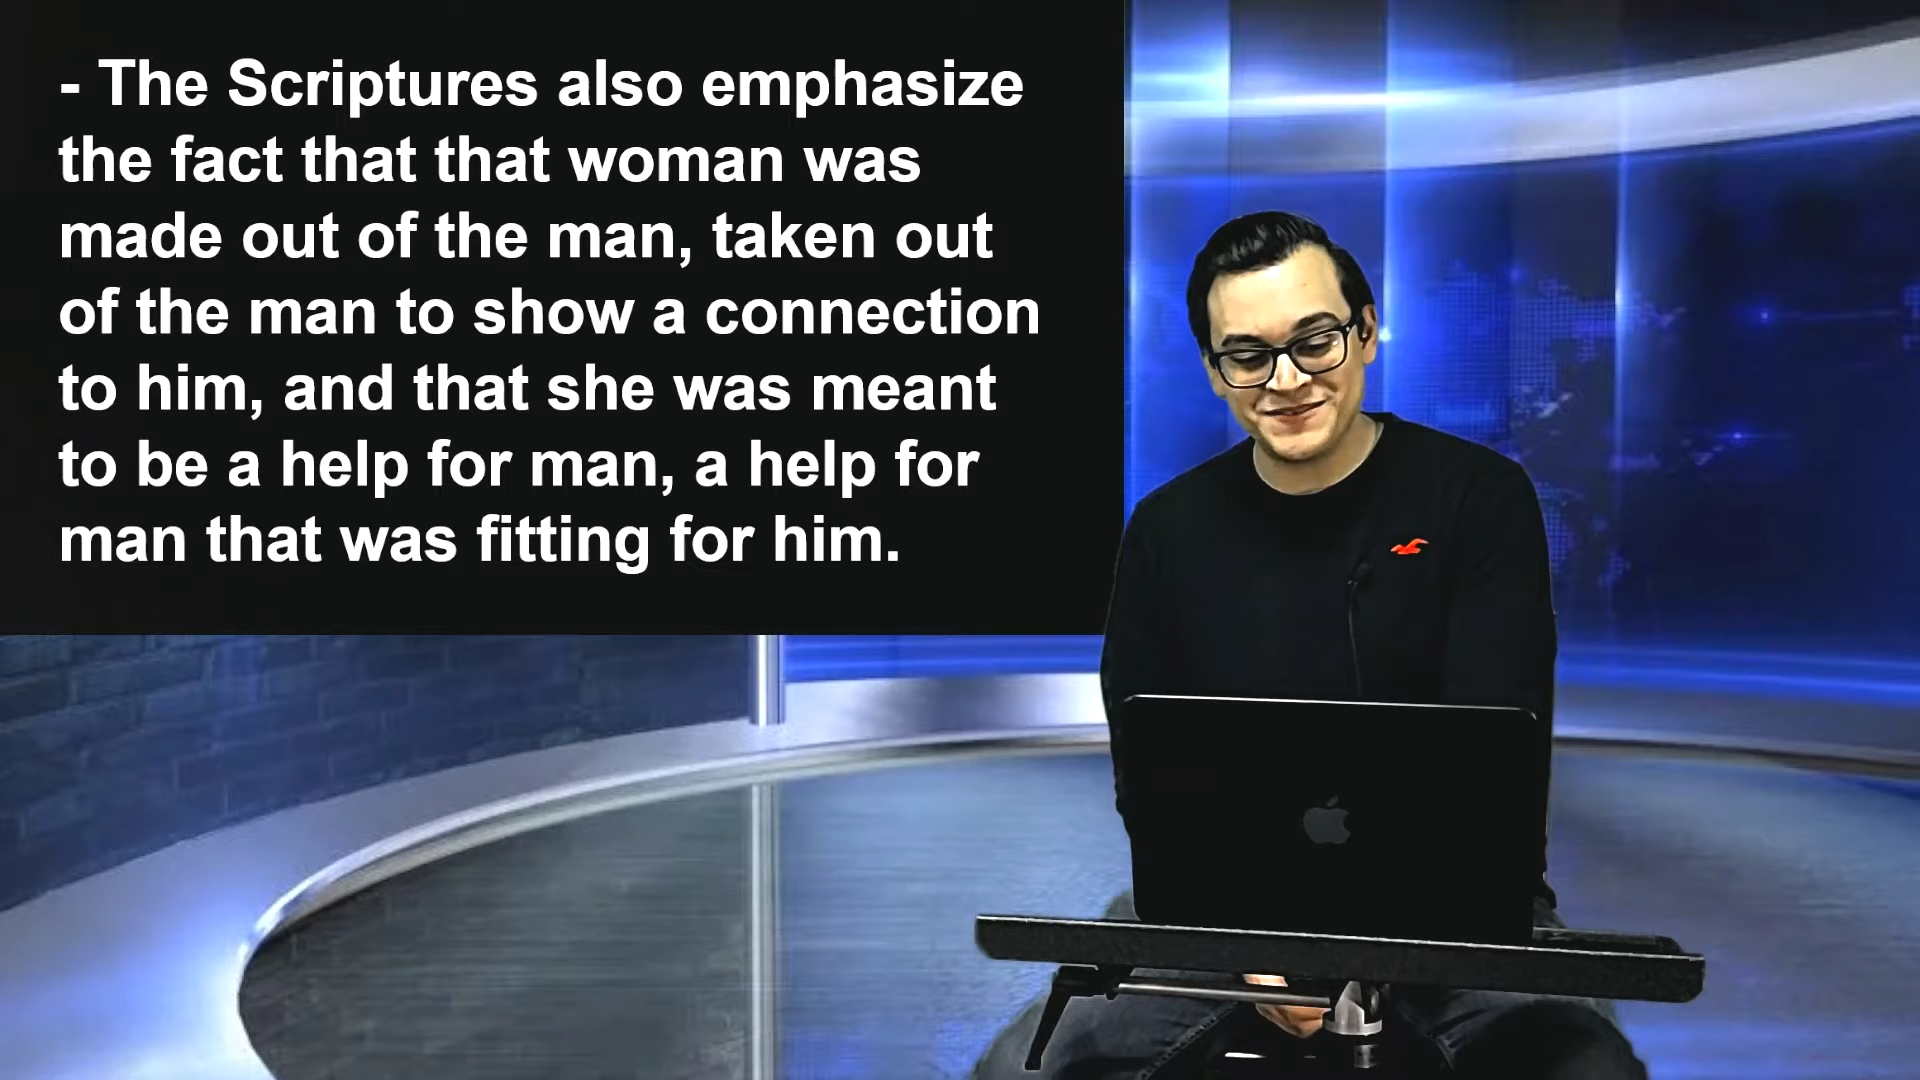 - The Scriptures also emphasize
the fact that that woman was
made out of the man, taken out
of the man to show a connection
to him, and that she was meant
to be a help for man, a help for
man that was fitting for him.